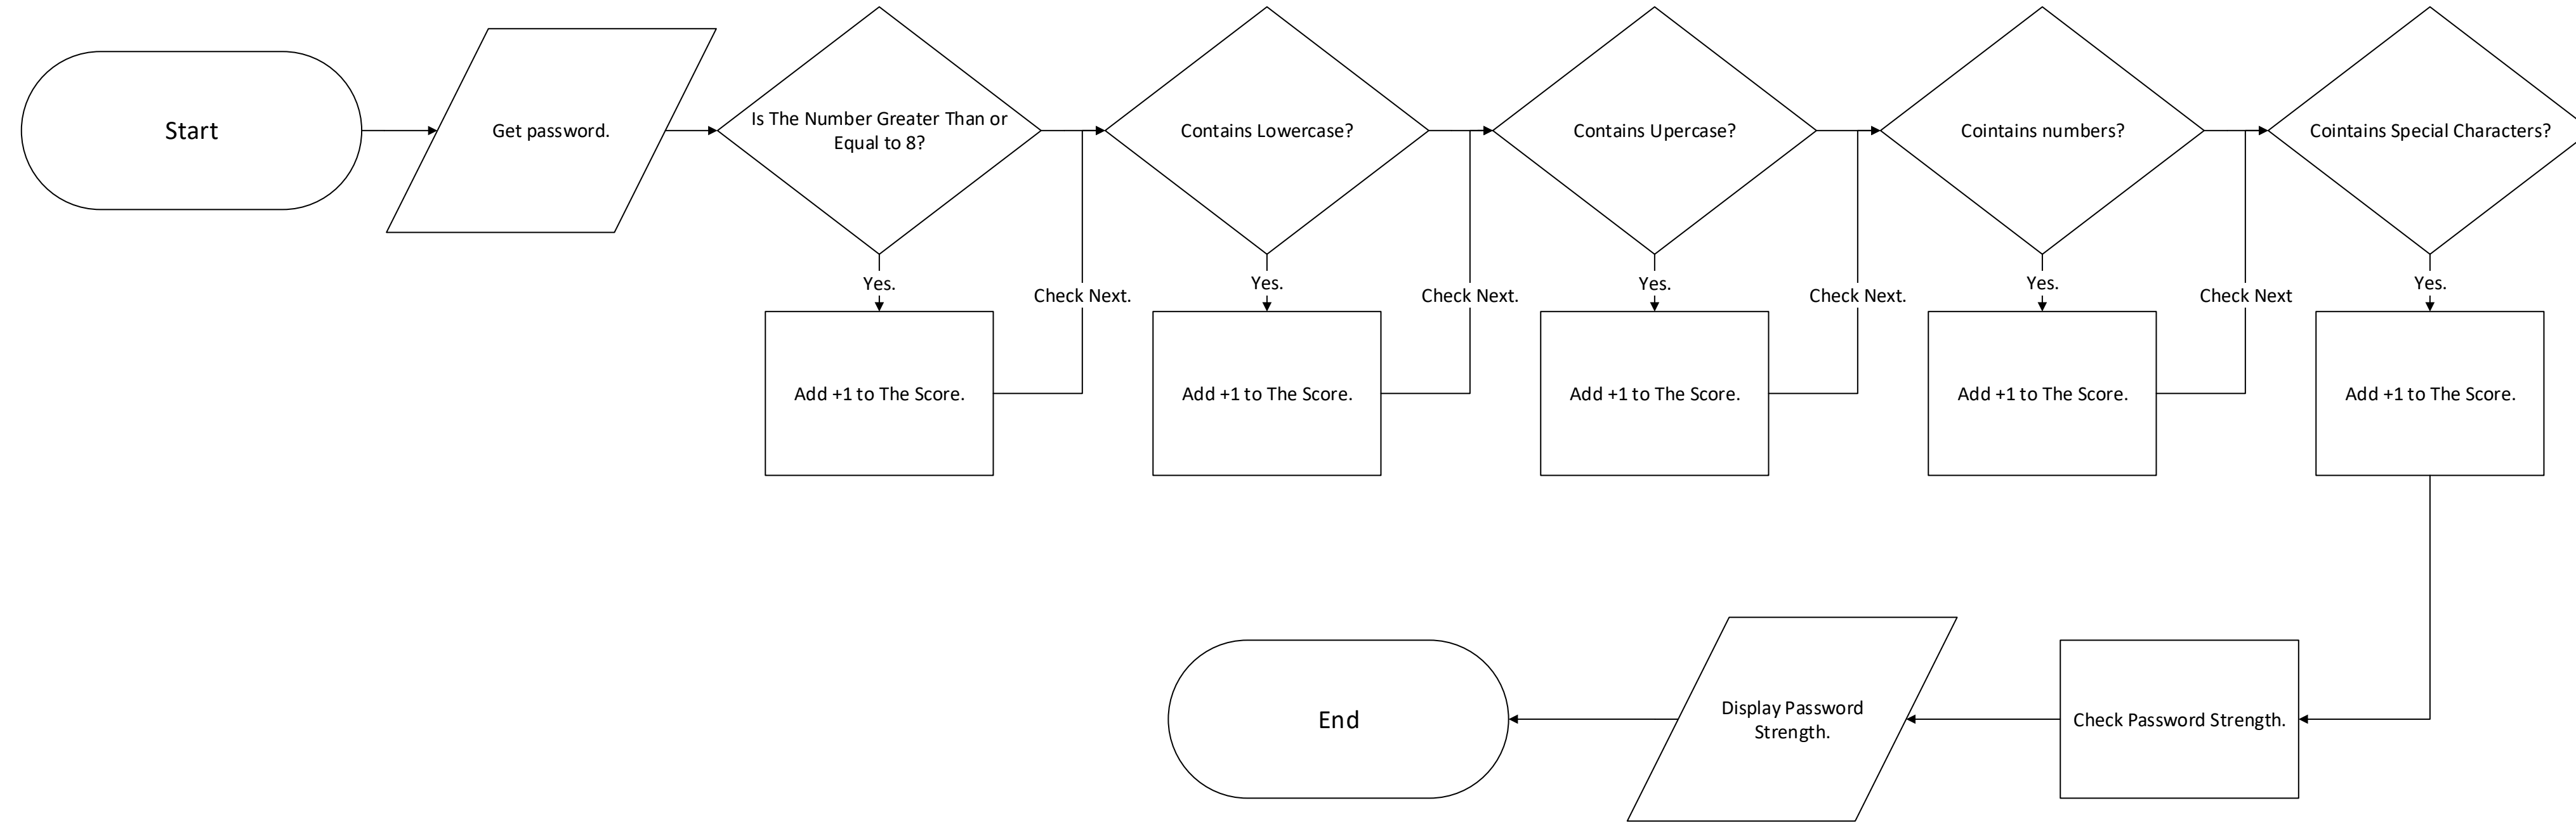 Start
Get password.
Is The Number Greater Than or
Equal to 8?
Contains Lowercase?
Contains Upercase?
Cointains numbers?
Cointains Special Characters?
Yes.
Check Next.
Yes.
Check Next.
Yes.
Check Next.
Yes.
Check Next
Yes.
Add +1 to The Score.
Add +1 to The Score.
Add +1 to The Score.
Add +1 to The Score.
Add +1 to The Score.
Check Password Strength.
Display Password
Strength.
End